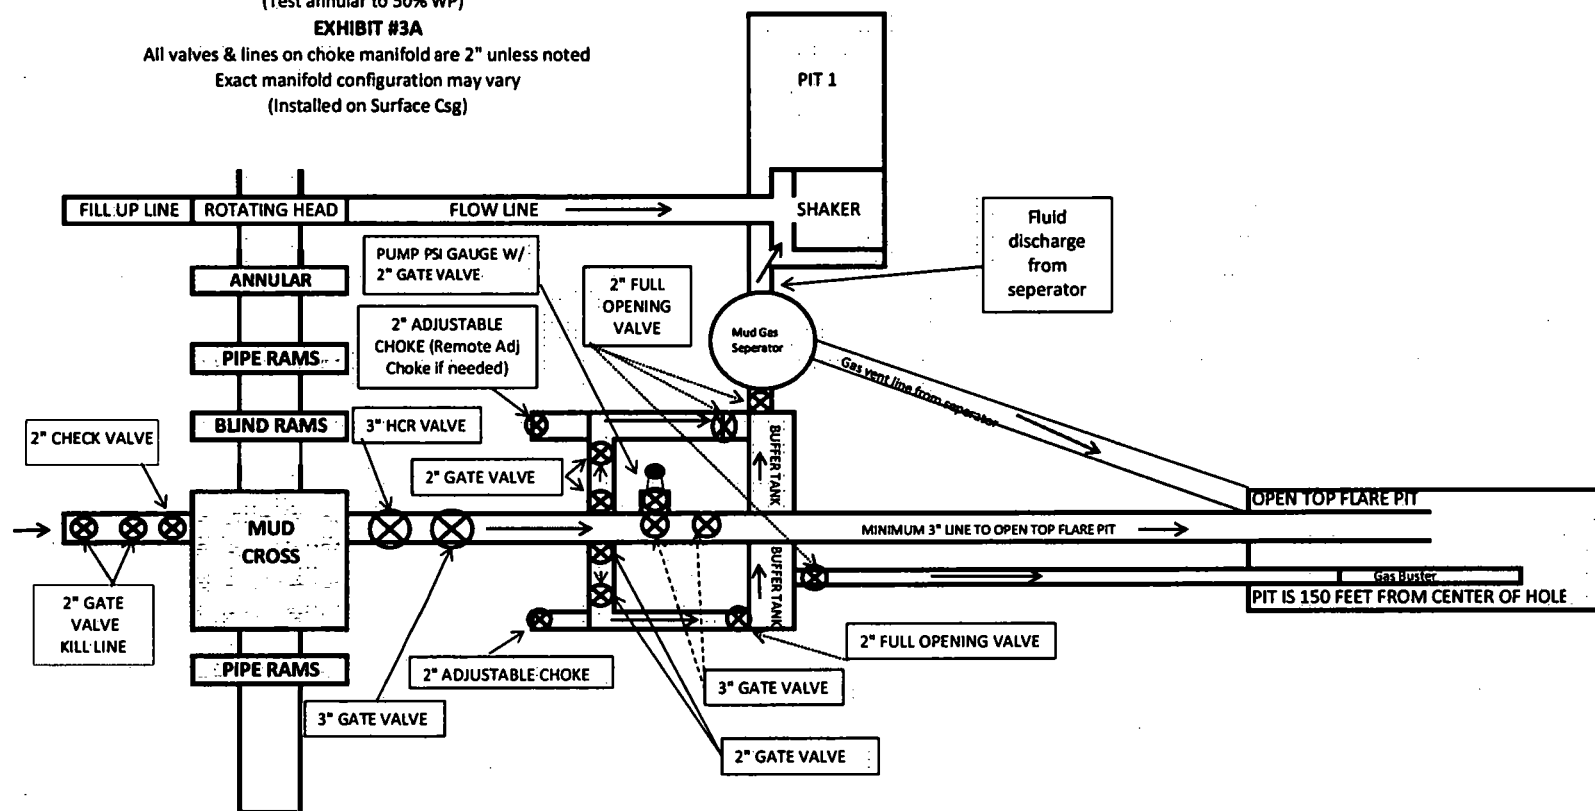 (Test annular to 50% WP)
EXHIBIT #3A
All valves & lines on choke manifold are 2" unless noted
Exact manifold configuration may vary
(Installed on Surface Csg)
PIT 1
FILL UP LINE
ROTATING HEAD
FLOW LINE
SHAKER
Fluid
discharge
from
seperator
PUMP PSI GAUGE W/
2" GATE VALVE
ANNULAR
2" FULL
OPENING
VALVE
2" ADJUSTABLE
CHOKE (Remote Adj
Choke if needed)
Mud Gas
Seperator
PIPE RAMS
Gas vent line from seperator
BLIND RAMS
3" HCR VALVE
2" CHECK VALVE
2" GATE VALVE
BUFFER TANK
OPEN TOP FLARE PIT
MUD
CROSS
MINIMUM 3" LINE TO OPEN TOP FLARE PIT
BUFFER TANK
Gas Buster
PIT IS 150 FEET FROM CENTER OF HOLE
2" GATE
VALVE
KILL LINE
2" FULL OPENING VALVE
PIPE RAMS
2" ADJUSTABLE CHOKE
3" GATE VALVE
3" GATE VALVE
2" GATE VALVE